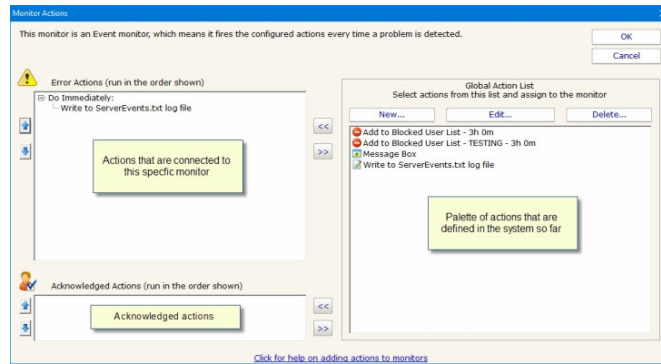 Monitor Actions
This monitor is an Event monitor, which means it fires the configured actions every time a problem is detected.
OK
Cancel
Error Actions (run in the order shown)
Do Immediately:
Write to ServerEvents.txt log file
Actions that are connected to
this specfic monitor
<<
>>
Global Action List
Select actions from this list and assign to the monitor
New...
Edit...
Delete...
Add to Blocked User List - 3h 0m
Add to Blocked User List - TESTING - 3h 0m
Message Box
Write to ServerEvents.txt log file
Palette of actions that are
defined in the system so far
Acknowledged Actions (run in the order shown)
Acknowledged actions
<<
>>
Click for help on adding actions to monitors